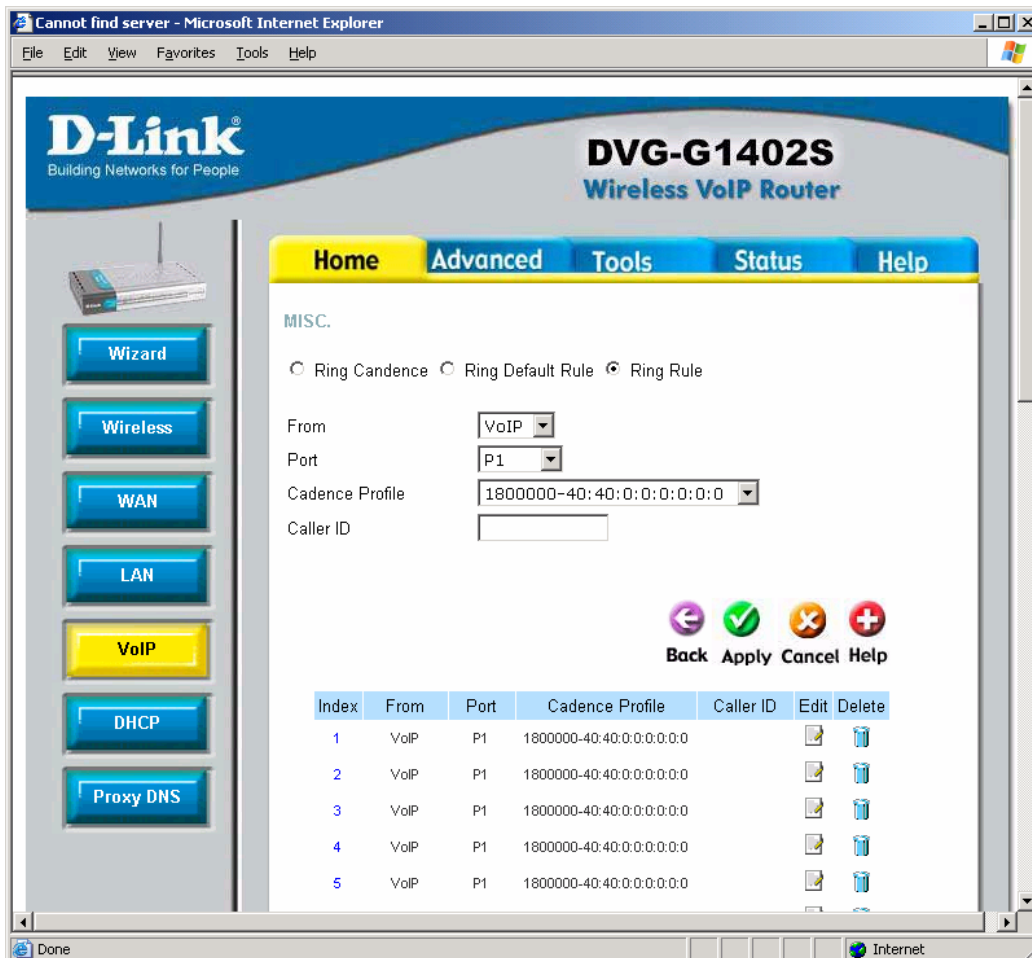 Cannot find server - Microsoft Internet Explorer
File Edit View Favorites Tools Help
D-Link®
Building Networks for People
DVG-G1402S
Wireless VoIP Router
Home Advanced Tools Status Help
Wizard
Wireless
WAN
LAN
VoIP
DHCP
Proxy DNS
MISC.
Ring Candence Ring Default Rule Ring Rule
From VoIP
Port P1
Cadence Profile 1800000-40:40:0:0:0:0:0:0
Caller ID
Back Apply Cancel Help
Index From Port Cadence Profile Caller ID Edit Delete
1 VoIP P1 1800000-40:40:0:0:0:0:0:0
2 VoIP P1 1800000-40:40:0:0:0:0:0:0
3 VoIP P1 1800000-40:40:0:0:0:0:0:0
4 VoIP P1 1800000-40:40:0:0:0:0:0:0
5 VoIP P1 1800000-40:40:0:0:0:0:0:0
Done Internet